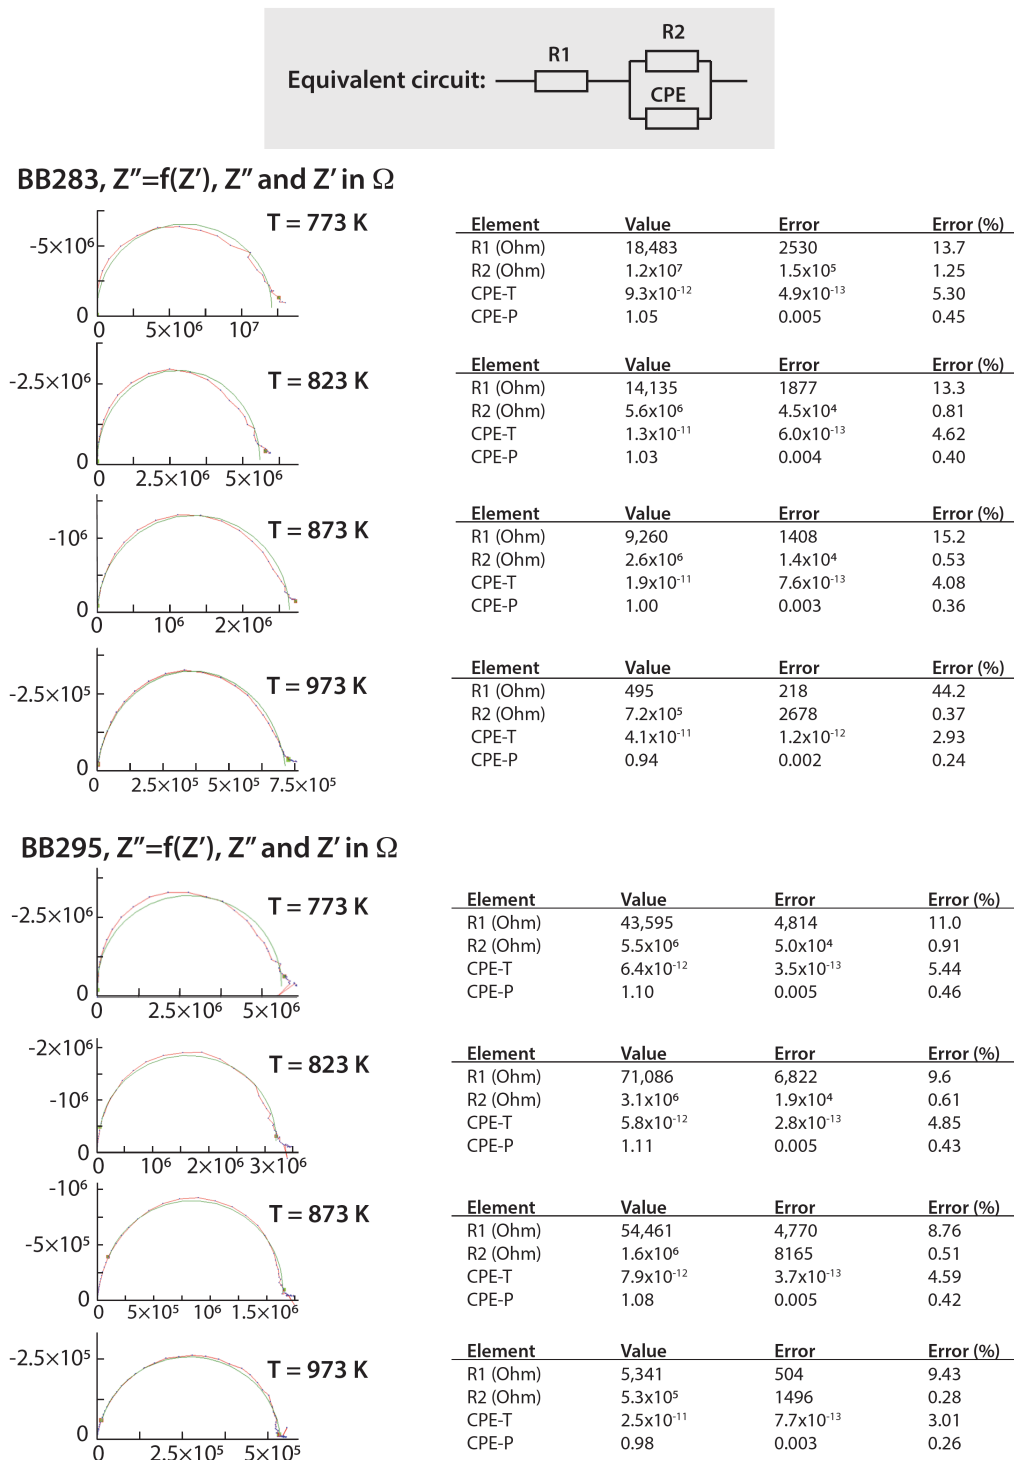 R2
R1
Equivalent circuit:
CPE
BB283, Z″=f(Z’), Z″ and Z’ in Ω
T = 773 K
-5×10⁶
0
0 5×10⁶ 10⁷
Element Value Error Error (%)
R1 (Ohm) 18,483 2530 13.7
R2 (Ohm) 1.2x10⁷ 1.5x10⁵ 1.25
CPE-T 9.3x10⁻¹² 4.9x10⁻¹³ 5.30
CPE-P 1.05 0.005 0.45
T = 823 K
-2.5×10⁶
0
0 2.5×10⁶ 5×10⁶
Element Value Error Error (%)
R1 (Ohm) 14,135 1877 13.3
R2 (Ohm) 5.6x10⁶ 4.5x10⁴ 0.81
CPE-T 1.3x10⁻¹¹ 6.0x10⁻¹³ 4.62
CPE-P 1.03 0.004 0.40
T = 873 K
-10⁶
0
0 10⁶ 2×10⁶
Element Value Error Error (%)
R1 (Ohm) 9,260 1408 15.2
R2 (Ohm) 2.6x10⁶ 1.4x10⁴ 0.53
CPE-T 1.9x10⁻¹¹ 7.6x10⁻¹³ 4.08
CPE-P 1.00 0.003 0.36
T = 973 K
-2.5×10⁵
0
0 2.5×10⁵ 5×10⁵ 7.5×10⁵
Element Value Error Error (%)
R1 (Ohm) 495 218 44.2
R2 (Ohm) 7.2x10⁵ 2678 0.37
CPE-T 4.1x10⁻¹¹ 1.2x10⁻¹² 2.93
CPE-P 0.94 0.002 0.24
BB295, Z″=f(Z’), Z″ and Z’ in Ω
T = 773 K
-2.5×10⁶
0
0 2.5×10⁶ 5×10⁶
Element Value Error Error (%)
R1 (Ohm) 43,595 4,814 11.0
R2 (Ohm) 5.5x10⁶ 5.0x10⁴ 0.91
CPE-T 6.4x10⁻¹² 3.5x10⁻¹³ 5.44
CPE-P 1.10 0.005 0.46
-2×10⁶
T = 823 K
-10⁶
0
0 10⁶ 2×10⁶ 3×10⁶
Element Value Error Error (%)
R1 (Ohm) 71,086 6,822 9.6
R2 (Ohm) 3.1x10⁶ 1.9x10⁴ 0.61
CPE-T 5.8x10⁻¹² 2.8x10⁻¹³ 4.85
CPE-P 1.11 0.005 0.43
-10⁶
T = 873 K
-5×10⁵
0
0 5×10⁵ 10⁶ 1.5×10⁶
Element Value Error Error (%)
R1 (Ohm) 54,461 4,770 8.76
R2 (Ohm) 1.6x10⁶ 8165 0.51
CPE-T 7.9x10⁻¹² 3.7x10⁻¹³ 4.59
CPE-P 1.08 0.005 0.42
-2.5×10⁵
T = 973 K
0
0 2.5×10⁵ 5×10⁵
Element Value Error Error (%)
R1 (Ohm) 5,341 504 9.43
R2 (Ohm) 5.3x10⁵ 1496 0.28
CPE-T 2.5x10⁻¹¹ 7.7x10⁻¹³ 3.01
CPE-P 0.98 0.003 0.26